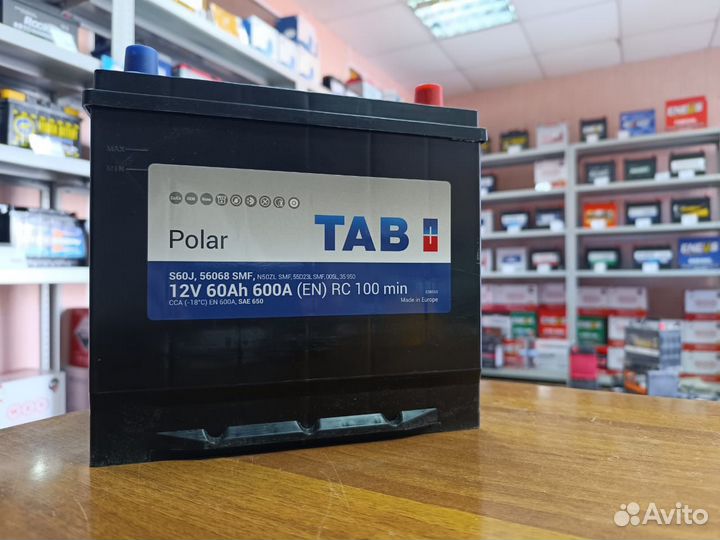 MAX
MIN
Polar
TAB
S60J, 56068 SMF, N50ZL SMF, 55D23L SMF, 005L, 35 950
12V 60Ah 600A (EN) RC 100 min
CCA (-18°C) EN 600A, SAE 650
Made in Europe
Avito